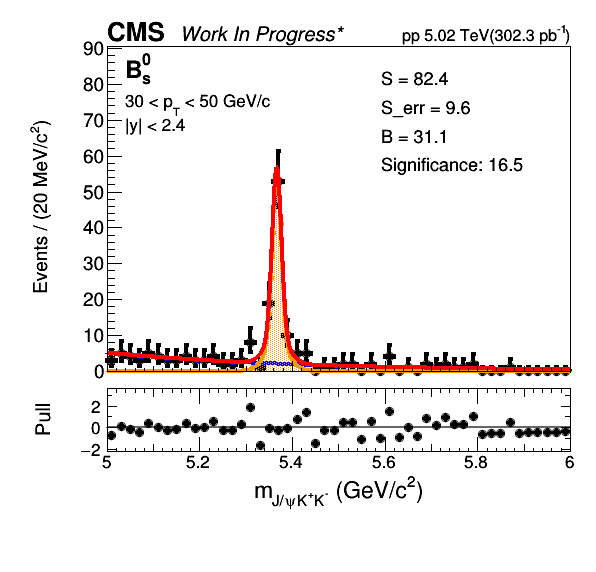 CMS Work In Progress* pp 5.02 TeV(302.3 pb⁻¹)
B⁰ₛ
30 < p_T < 50 GeV/c
|y| < 2.4
S = 82.4
S_err = 9.6
B = 31.1
Significance: 16.5
Events / (20 MeV/c²)
90
80
70
60
50
40
30
20
10
0
Pull
2
0
−2
5 5.2 5.4 5.6 5.8 6
m_{J/ψK⁺K⁻} (GeV/c²)